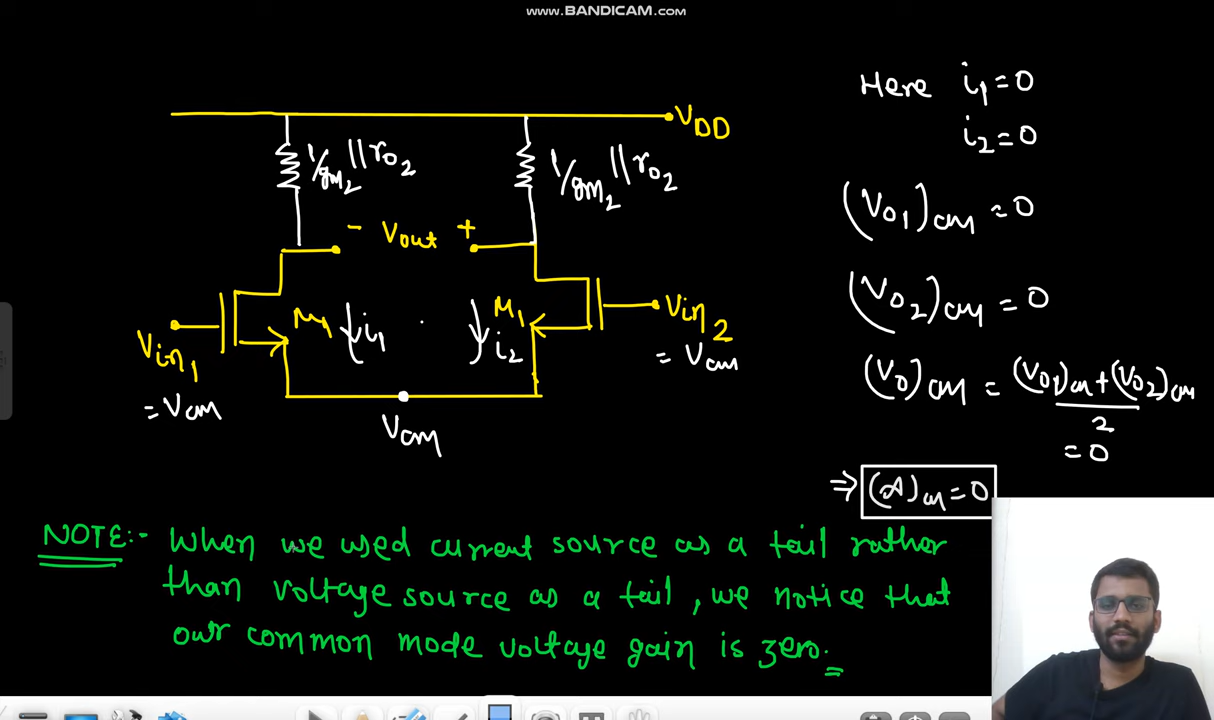 www.BANDICAM.com
VDD
1/gm2 || ro2
1/gm2 || ro2
- Vout +
M1
i1
M1
i2
Vin1
= Vcm
Vin2
= Vcm
Vcm
Here i1 = 0
i2 = 0
(Vo1)cm = 0
(Vo2)cm = 0
(Vo)cm = (Vo1)cm + (Vo2)cm
2
= 0
⇒ (A)cm = 0
NOTE:- When we used current source as a tail rather
than voltage source as a tail, we notice that
our common mode voltage gain is zero.